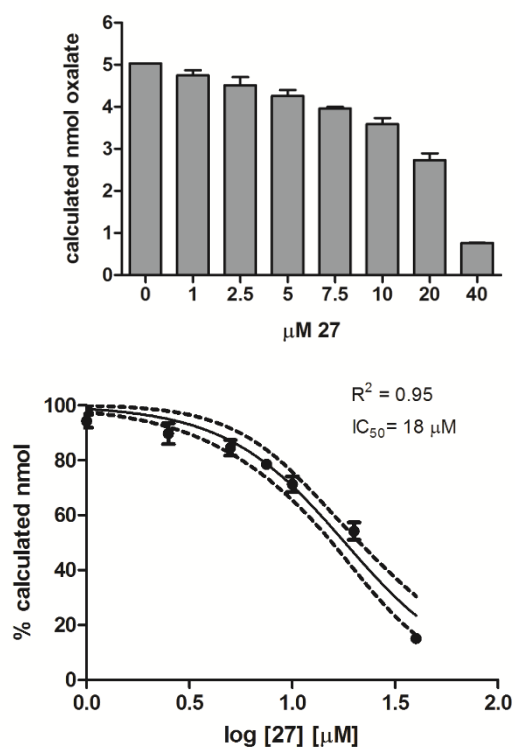 calculated nmol oxalate
6
5
4
3
2
1
0
0 1 2.5 5 7.5 10 20 40
μM 27
R² = 0.95
IC₅₀= 18 μM
% calculated nmol
100
80
60
40
20
0
0.0 0.5 1.0 1.5 2.0
log [27] [μM]